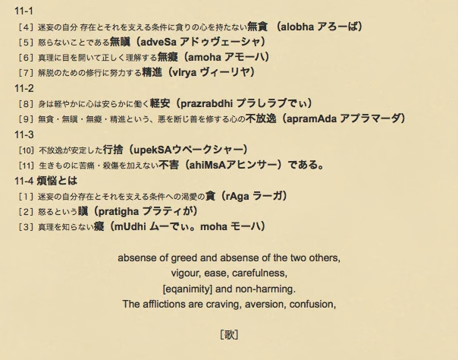 11-1
［4］迷妄の自分 存在とそれを支える条件に貪りの心を持たない無貪 （alobha アろーば）
［5］怒らないことである無瞋（adveSa アドゥヴェーシャ）
［6］真理に目を開いて正しく理解する無癡（amoha アモーハ）
［7］解脱のための修行に努力する精進（vIrya ヴィーリヤ）
11-2
［8］身は軽やかに心は安らかに働く軽安（prazrabdhi プラしラブでぃ）
［9］無貪・無瞋・無癡・精進という、悪を断じ善を修する心の不放逸（apramAda アプラマーダ）
11-3
［10］不放逸が安定した行捨（upekSAウペークシャー）
［11］生きものに苦痛・殺傷を加えない不害（ahiMsAアヒンサー）である。
11-4 煩悩とは
［1］迷妄の自分存在とそれを支える条件への渇愛の貪（rAga ラーガ）
［2］怒るという瞋（pratigha プラティが）
［3］真理を知らない癡（mUdhi ムーでぃ。moha モーハ）
absense of greed and absense of the two others,
vigour, ease, carefulness,
[eqanimity] and non-harming.
The afflictions are craving, aversion, confusion,
［歌］